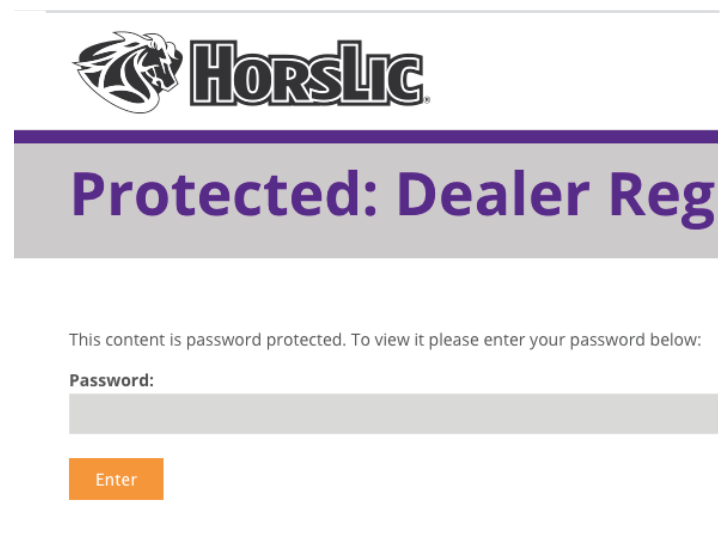 HORSLIC®
Protected: Dealer Reg
This content is password protected. To view it please enter your password below:
Password:
Enter